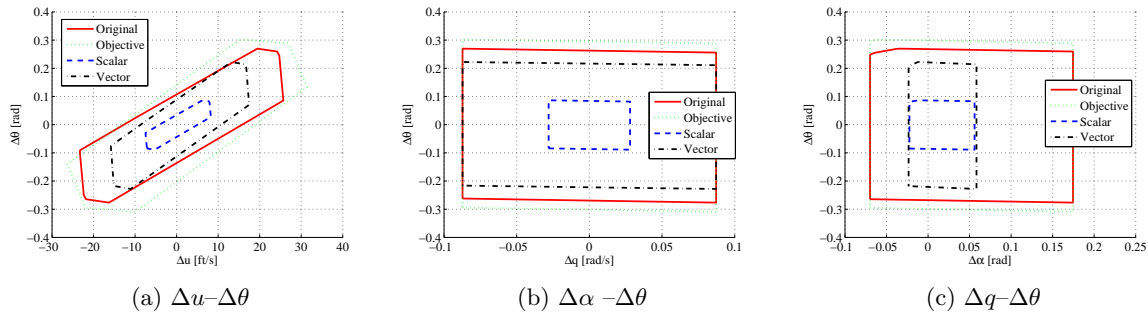 0.4
0.3
0.2
0.1
0
−0.1
−0.2
−0.3
−0.4
Δθ [rad]
−30 −20 −10 0 10 20 30 40
Δu [ft/s]
Original
Objective
Scalar
Vector
(a) Δu–Δθ
0.4
0.3
0.2
0.1
0
−0.1
−0.2
−0.3
−0.4
Δθ [rad]
−0.1 −0.05 0 0.05 0.1
Δq [rad/s]
Original
Objective
Scalar
Vector
(b) Δα –Δθ
0.4
0.3
0.2
0.1
0
−0.1
−0.2
−0.3
−0.4
Δθ [rad]
−0.1 −0.05 0 0.05 0.1 0.15 0.2 0.25
Δα [rad]
Original
Objective
Scalar
Vector
(c) Δq–Δθ